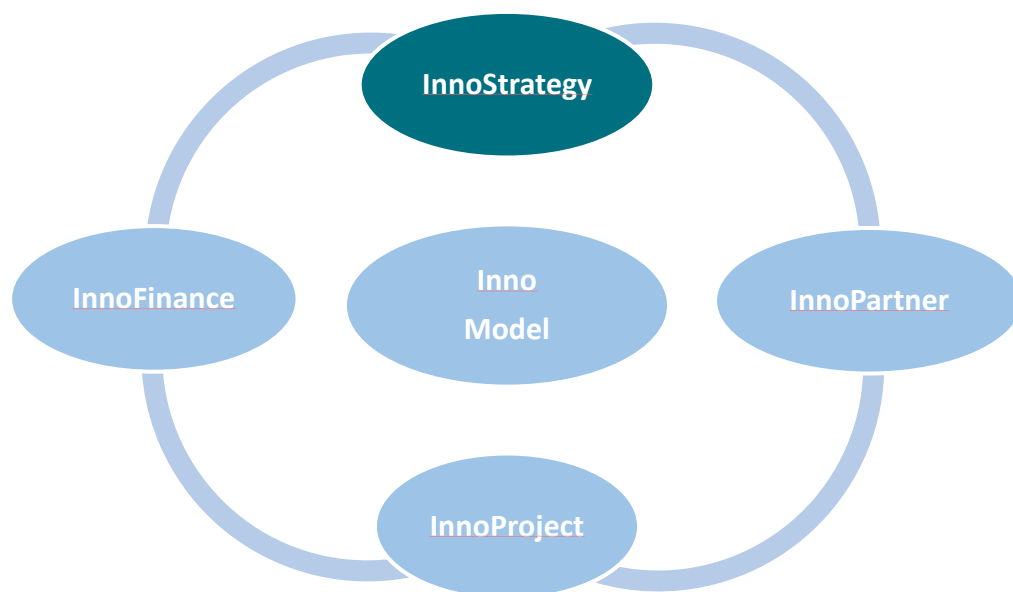 InnoStrategy
InnoFinance
Inno
Model
InnoPartner
InnoProject